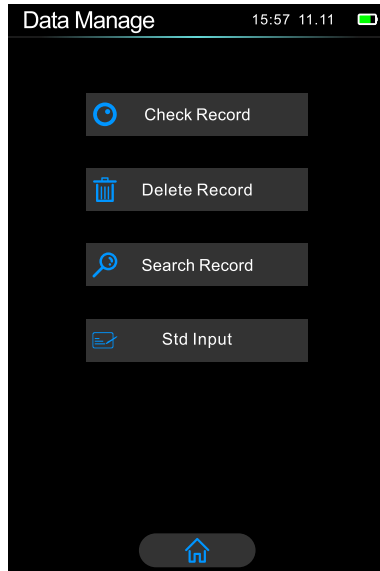 Data Manage 15:57 11.11
Check Record
Delete Record
Search Record
Std Input